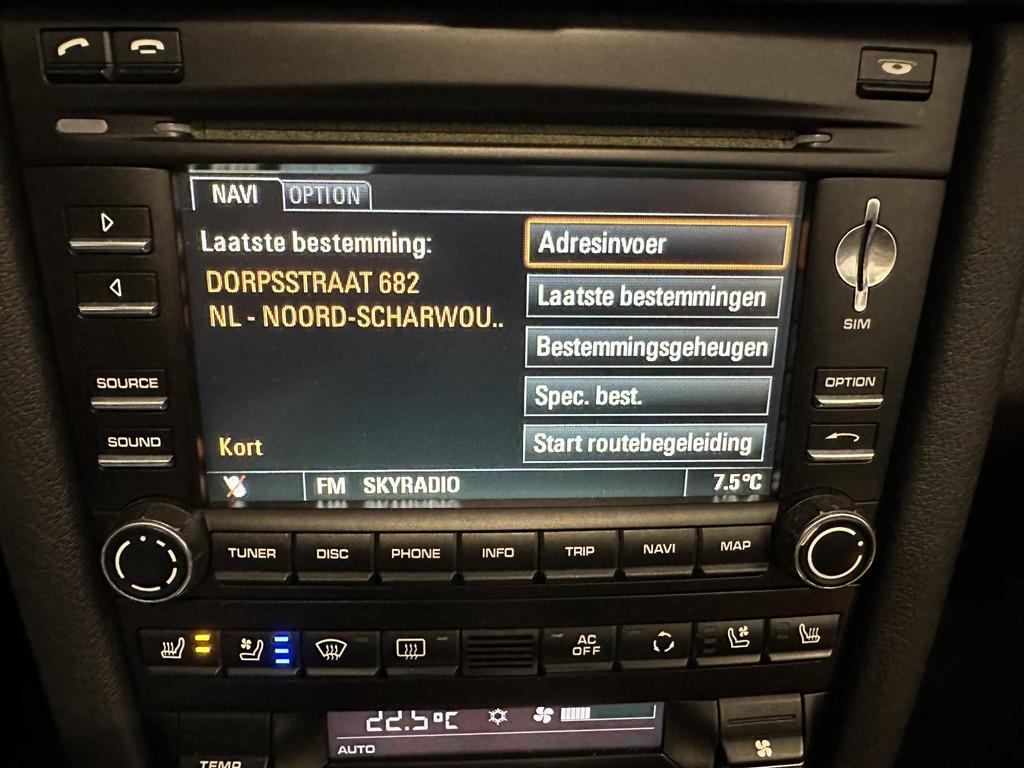 NAVI OPTION
Laatste bestemming:
DORPSSTRAAT 682
NL - NOORD-SCHARWOU..
Kort
Adresinvoer
Laatste bestemmingen
Bestemmingsgeheugen
Spec. best.
Start routebegeleiding
FM SKYRADIO 7.5°C
SIM
SOURCE
SOUND
OPTION
TUNER DISC PHONE INFO TRIP NAVI MAP
AC
OFF
22.5°C
AUTO
TEMP